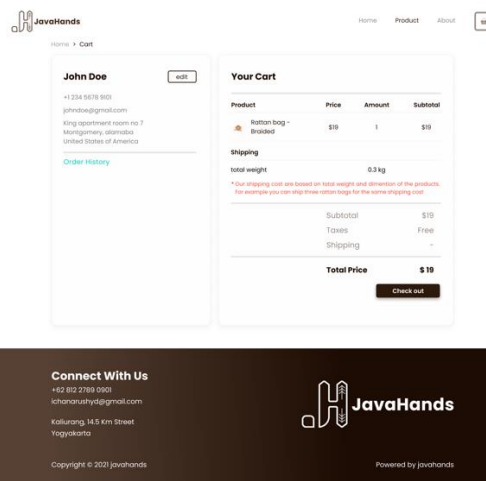 JavaHands
Home Product About
Home > Cart
John Doe
edit
+1 234 5678 9101
johndoe@gmail.com
King apartment room no 7
Montgomery, alamaba
United States of America
Order History
Your Cart
Product Price Amount Subtotal
Rattan bag - Braided $19 1 $19
Shipping
total weight 0.3 kg
* Our shipping cost are based on total weight and dimention of the products.
For example you can ship three rattan bags for the same shipping cost
Subtotal $19
Taxes Free
Shipping -
Total Price $ 19
Check out
Connect With Us
+62 812 2789 0901
ichanarushyd@gmail.com
Kaliurang, 14.5 Km Street
Yogyakarta
JavaHands
Copyright © 2021 javahands
Powered by javahands